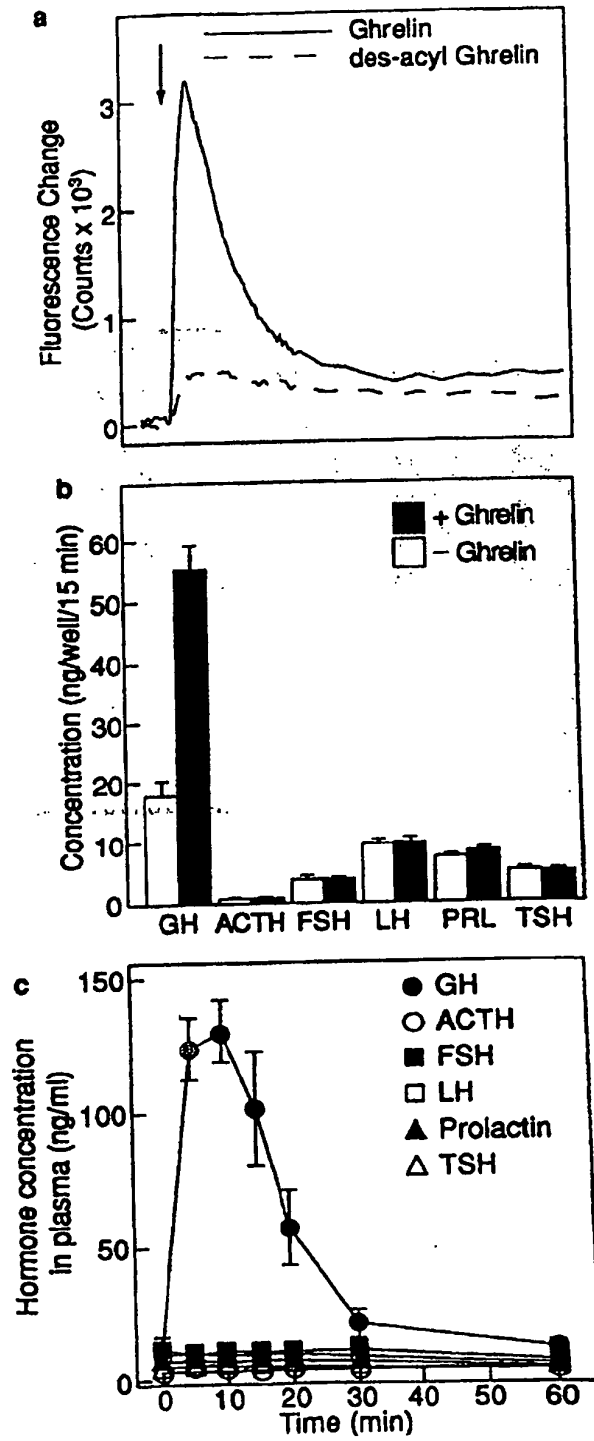 a
Ghrelin
des-acyl Ghrelin
Fluorescence Change
(Counts x 10³)
3
2
1
0
b
+ Ghrelin
− Ghrelin
Concentration (ng/well/15 min)
60
50
40
30
20
10
0
GH ACTH FSH LH PRL TSH
c
GH
ACTH
FSH
LH
Prolactin
TSH
Hormone concentration
in plasma (ng/ml)
150
100
50
0
0 10 20 30 40 50 60
Time (min)